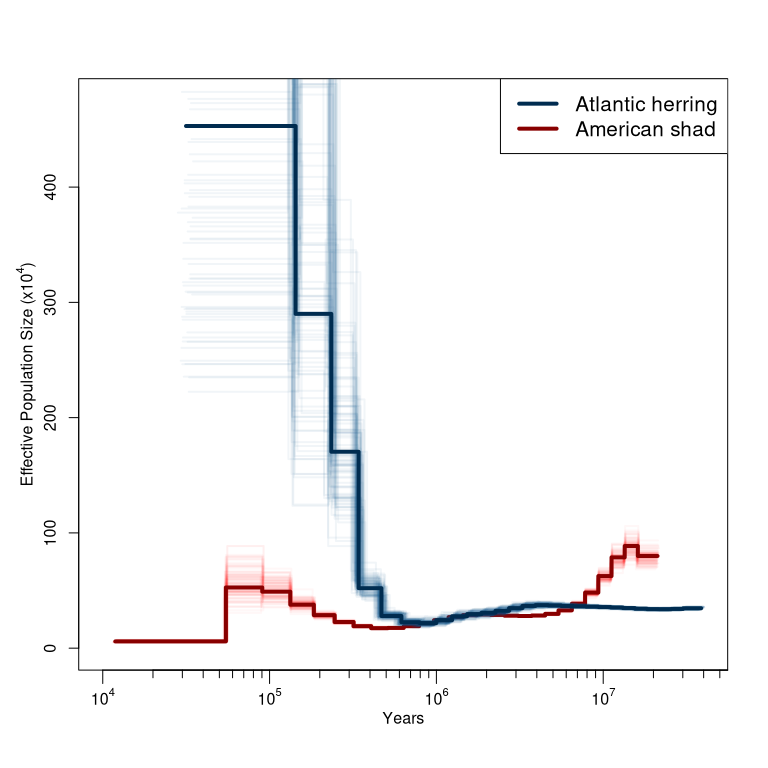 Atlantic herring
American shad
Effective Population Size (x10⁴)
400
300
200
100
0
10⁴ 10⁵ 10⁶ 10⁷
Years